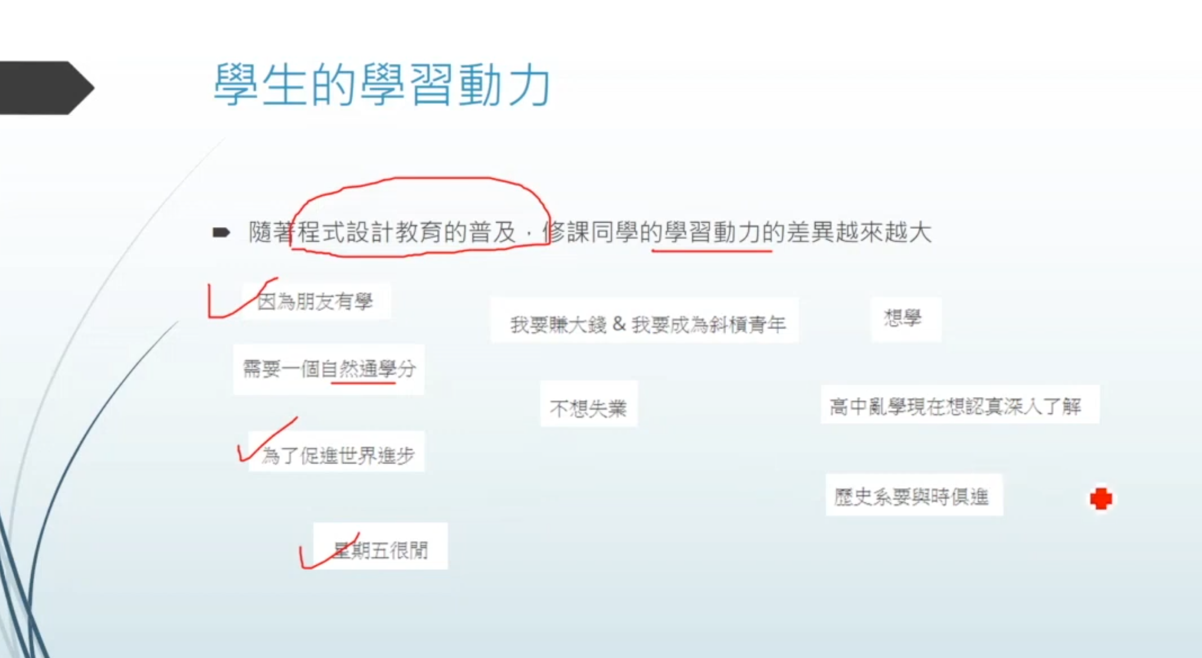 學生的學習動力
隨著程式設計教育的普及，修課同學的學習動力的差異越來越大
因為朋友有學
我要賺大錢 & 我要成為斜槓青年
想學
需要一個自然通學分
不想失業
高中亂學現在想認真深入了解
為了促進世界進步
歷史系要與時俱進
星期五很閒